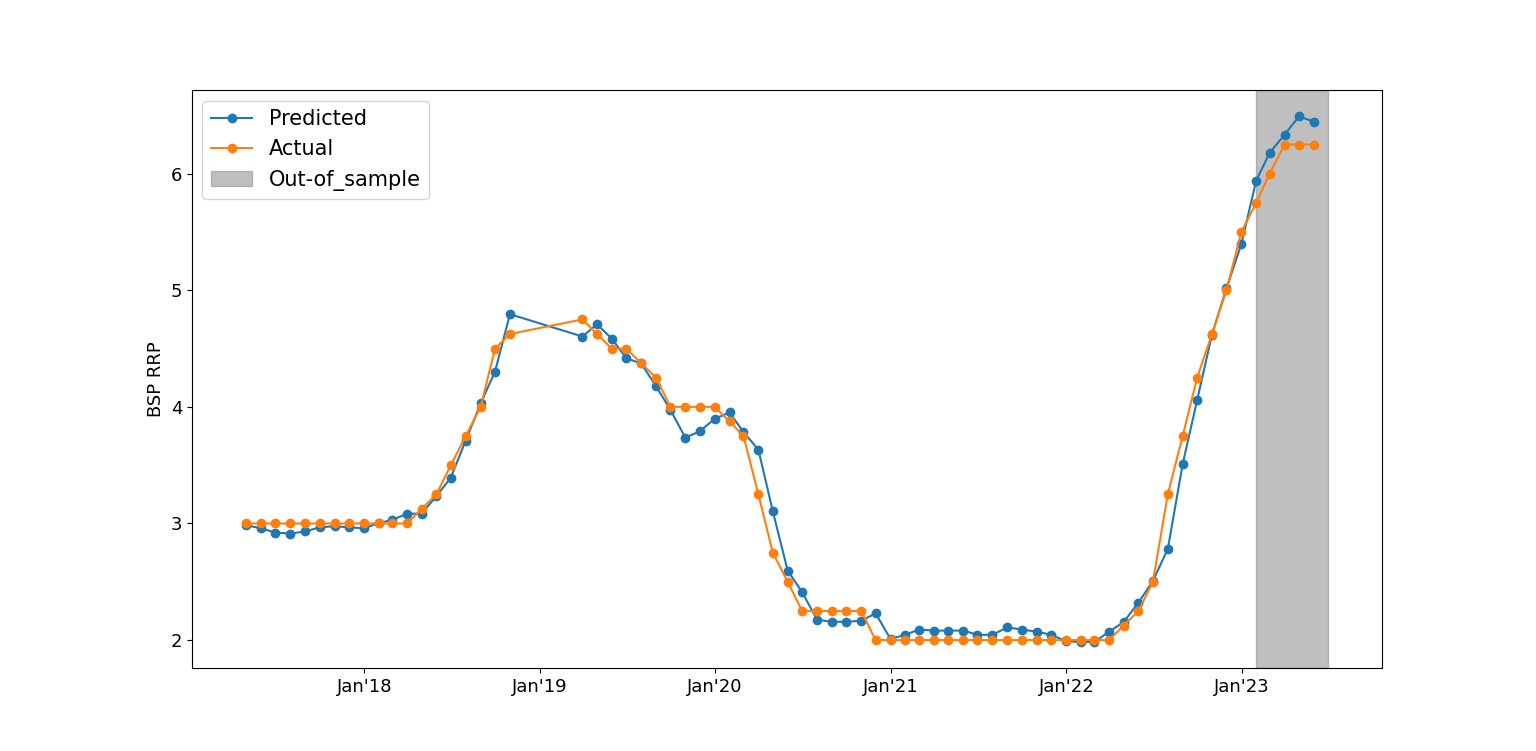 Predicted
Actual
Out-of_sample
BSP RRP
6
5
4
3
2
Jan'18
Jan'19
Jan'20
Jan'21
Jan'22
Jan'23